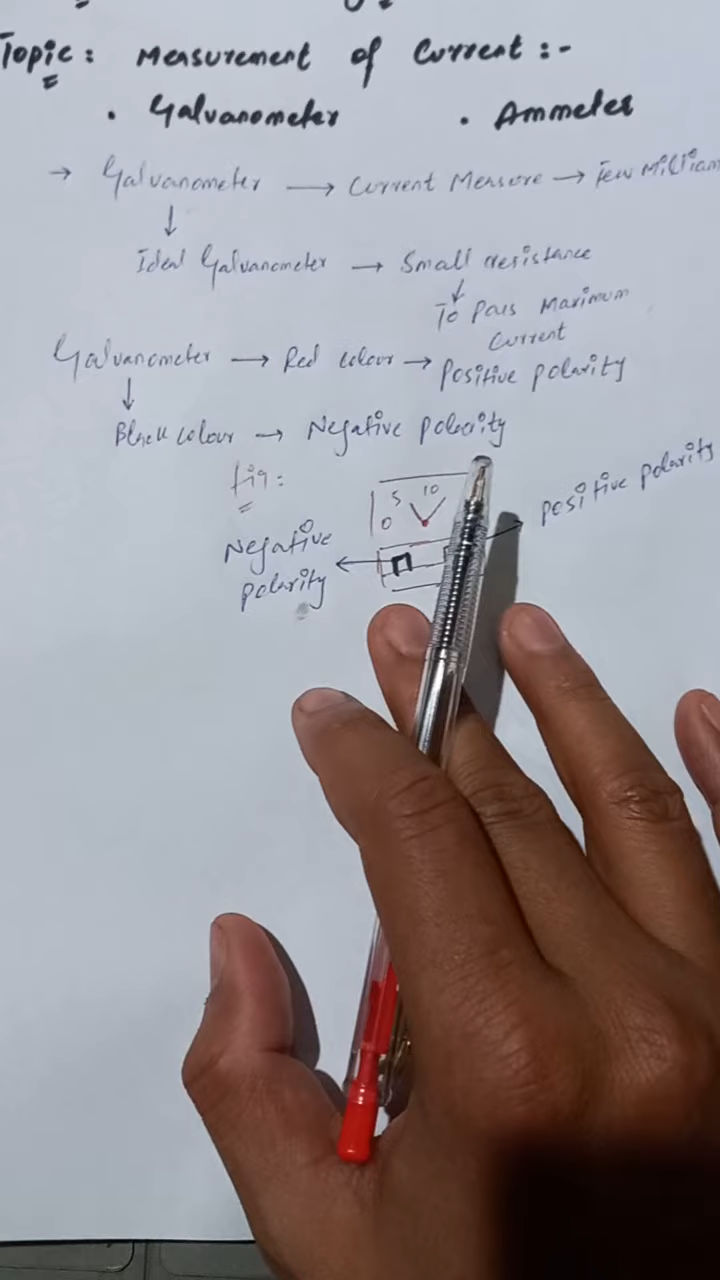 Topic: Measurement of Current:-
• Galvanometer • Ammeter
→ Galvanometer → Current Measure → Few Milliam
↓
Ideal Galvanometer → Small resistance
↓
To Pass Maximum
Current
Galvanometer → Red colour → Positive polarity
↓
Black colour → Negative polarity
fig:
0 5 10
Positive polarity
Negative
polarity